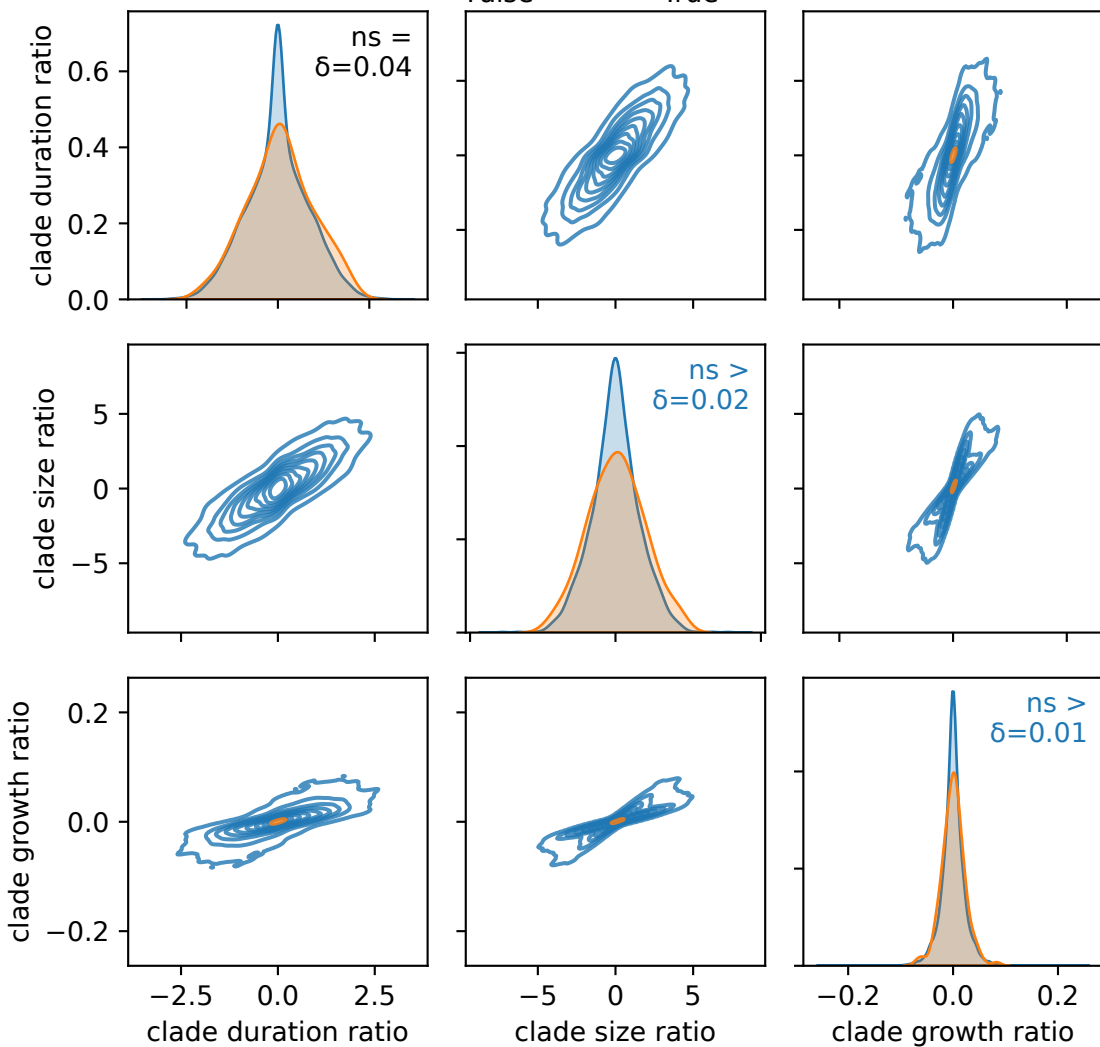 clade duration ratio
0.6
0.4
0.2
0.0
ns =
δ=0.04
clade size ratio
5
0
−5
ns >
δ=0.02
clade growth ratio
0.2
0.0
−0.2
ns >
δ=0.01
−2.5 0.0 2.5
−5 0 5
−0.2 0.0 0.2
clade duration ratio
clade size ratio
clade growth ratio